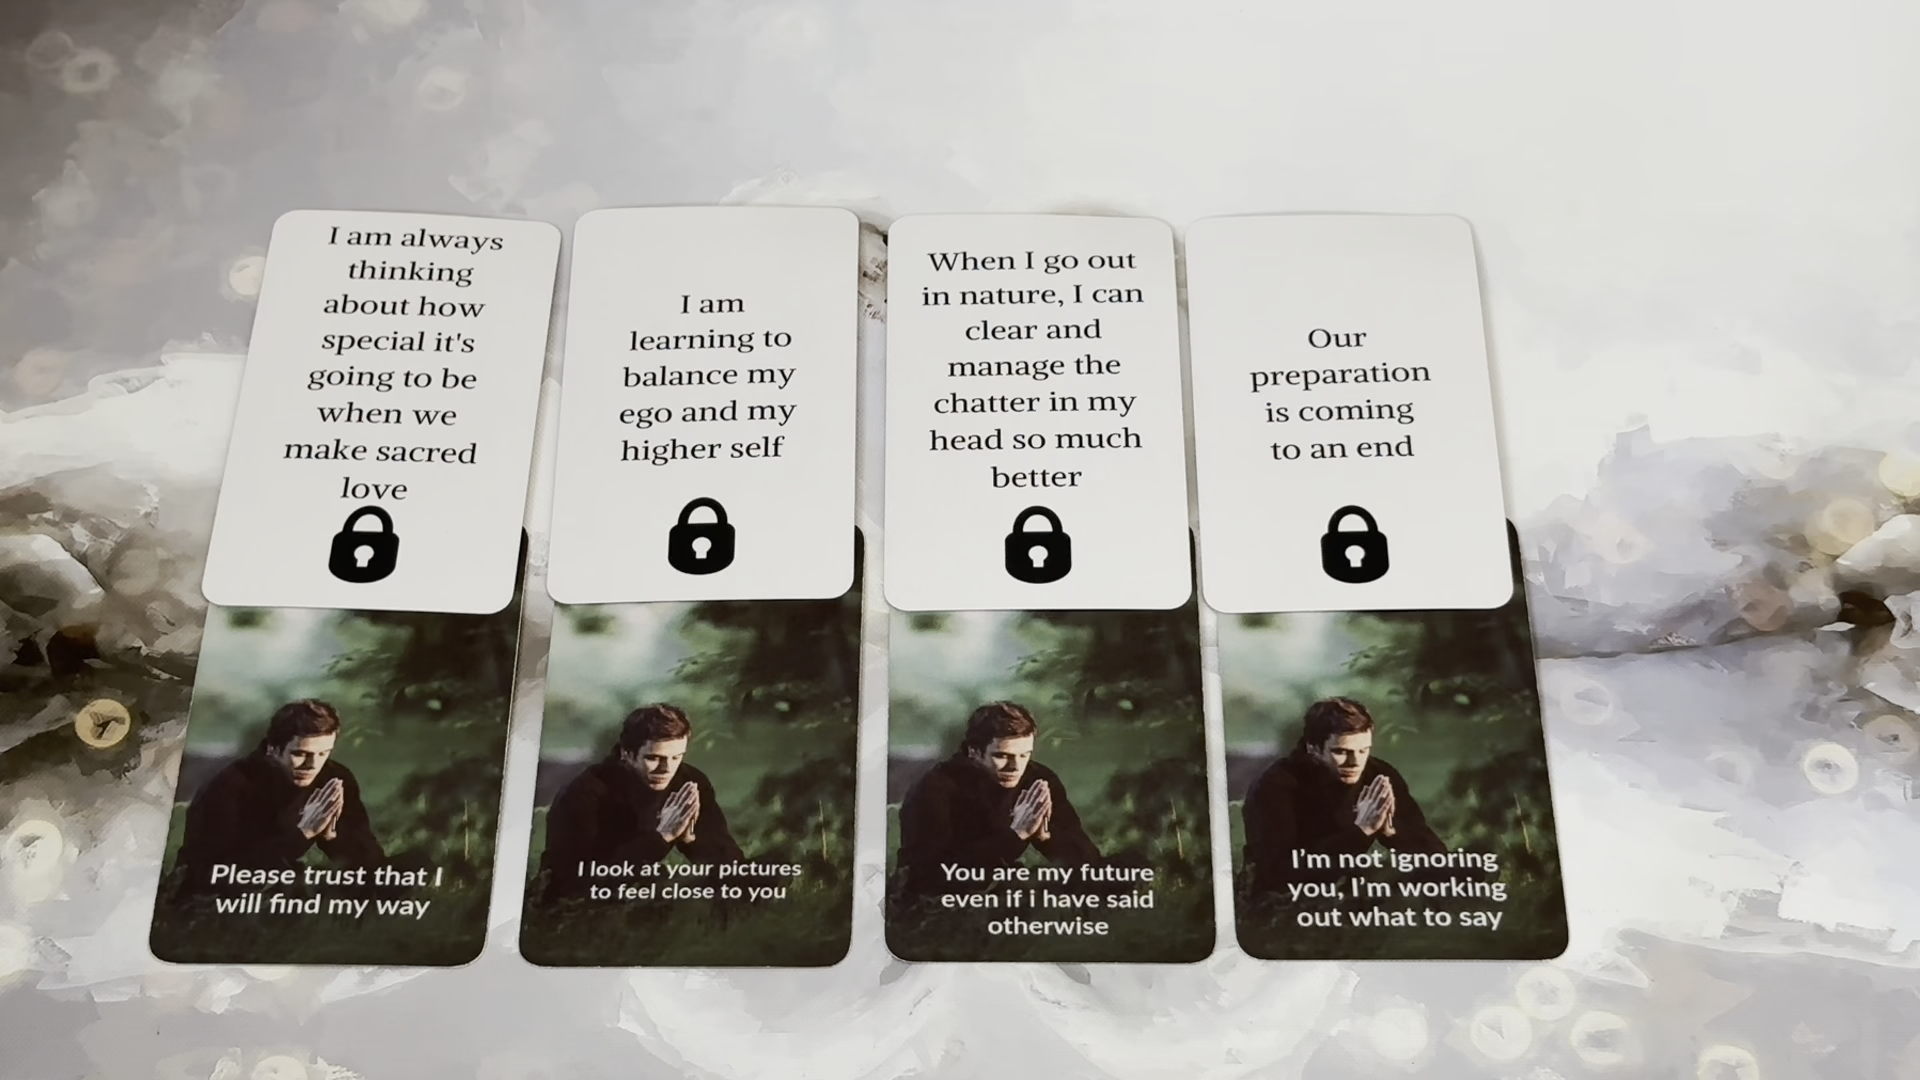 I am always
thinking
about how
special it's
going to be
when we
make sacred
love
Please trust that I
will find my way
I am
learning to
balance my
ego and my
higher self
I look at your pictures
to feel close to you
When I go out
in nature, I can
clear and
manage the
chatter in my
head so much
better
You are my future
even if i have said
otherwise
Our
preparation
is coming
to an end
I'm not ignoring
you, I'm working
out what to say